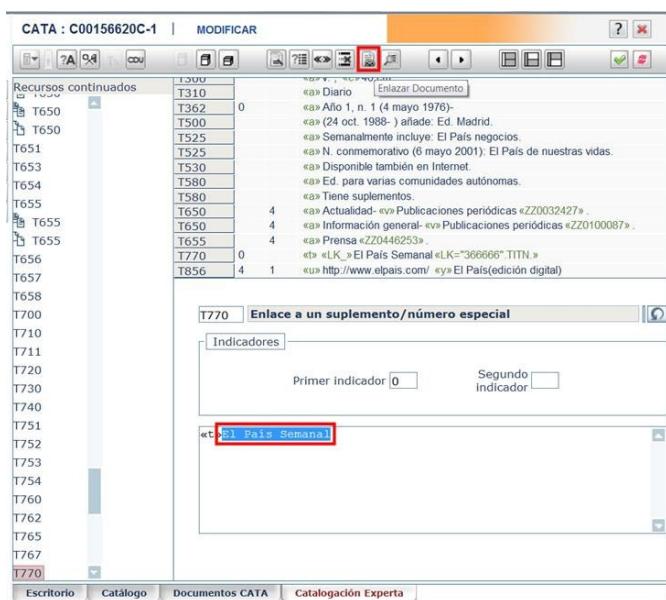 CATA : C00156620C-1 | MODIFICAR
?
?A
CDU
Enlazar Documento
Recursos continuados
T650
T650
T651
T653
T654
T655
T655
T655
T656
T657
T658
T700
T710
T711
T720
T730
T740
T751
T752
T753
T754
T760
T762
T765
T767
T770
T300
T310 «a» Diario
T362 0 «a» Año 1, n. 1 (4 mayo 1976)-
T500 «a» (24 oct. 1988- ) añade: Ed. Madrid.
T525 «a» Semanalmente incluye: El País negocios.
T525 «a» N. conmemorativo (6 mayo 2001): El País de nuestras vidas.
T530 «a» Disponible también en Internet.
T580 «a» Ed. para varias comunidades autónomas.
T580 «a» Tiene suplementos.
T650 4 «a» Actualidad- «v» Publicaciones periódicas «ZZ0032427» .
T650 4 «a» Información general- «v» Publicaciones periódicas «ZZ0100087» .
T655 4 «a» Prensa «ZZ0446253» .
T770 0 «t» «LK_» El País Semanal «LK="366666".TITN.»
T856 4 1 «u» http://www.elpais.com/ «y» El País(edición digital)
T770 Enlace a un suplemento/número especial
Indicadores
Primer indicador 0
Segundo indicador
«t»El País Semanal
Escritorio Catálogo Documentos CATA Catalogación Experta